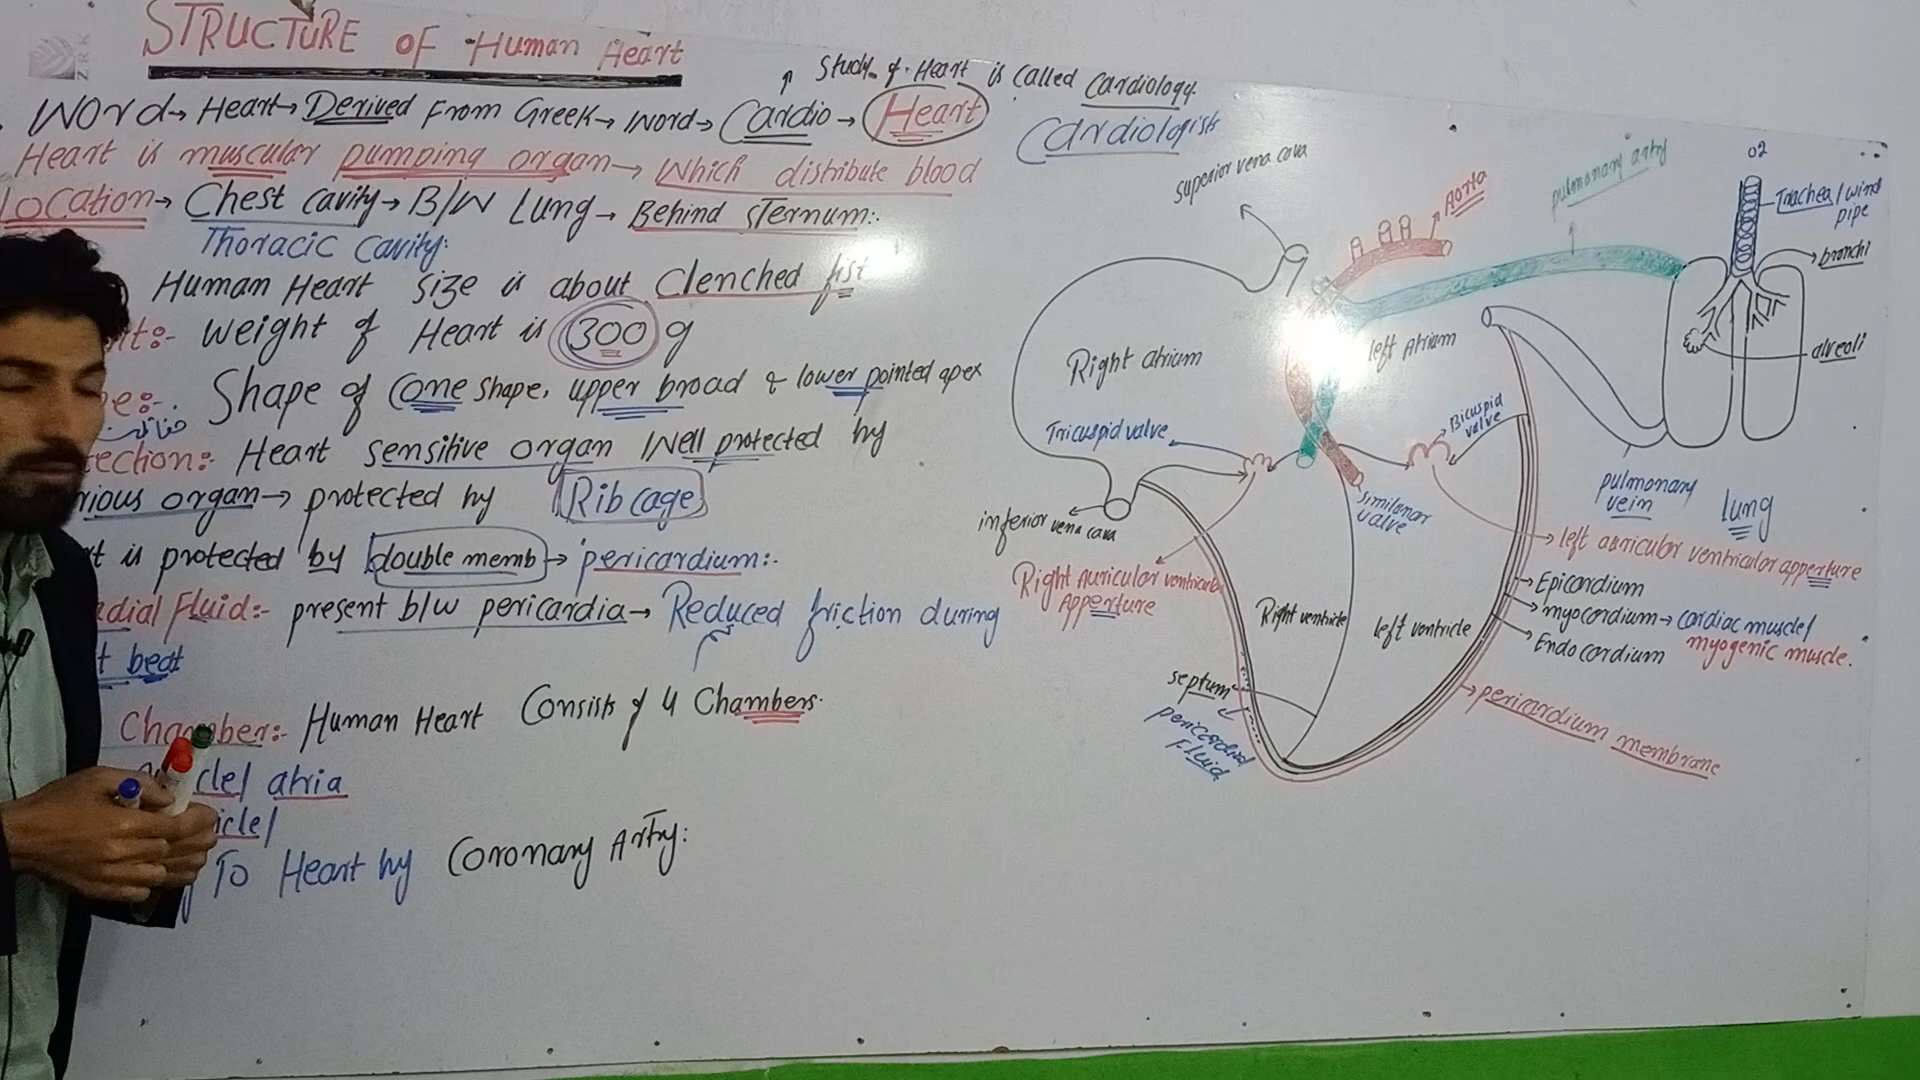 ZRK
STRUCTURE OF Human Heart
Study of Heart is called Cardiology.
Word→ Heart→ Derived From Greek→ word→ Cardio→ Heart
Cardiologists
Heart is muscular pumping organ→ Which distribute blood
Location→ Chest cavity→ B/W Lung→ Behind sternum:.
Thoracic Cavity:
Human Heart size is about Clenched fist
Weight of Heart is 300 g
Shape of Cone shape, upper broad & lower pointed apex
Heart sensitive organ Well protected by
organ→ protected by Rib cage
is protected by double memb→ pericardium:.
Fluid:- present b/w pericardia→ Reduced friction during
beat
Chamber:- Human Heart Consists of 4 Chambers.
atria
To Heart by Coronary Artry:
superior vena cova
Aorta
pulmonary artry
O2
Trachea/wind pipe
bronchi
alveoli
Right atrium
left Atrium
Tricuspid valve
Bicuspid valve
similunar valve
pulmonary vein
Lung
inferior vena cava
Right Auricular ventricular Apperture
left auricular ventricular apperture
Epicordium
myocordium→ cardiac muscle/
myogenic muscle.
Endocordium
Right ventricle
left ventricle
septum
pericardial Fluid
pericardium membrane